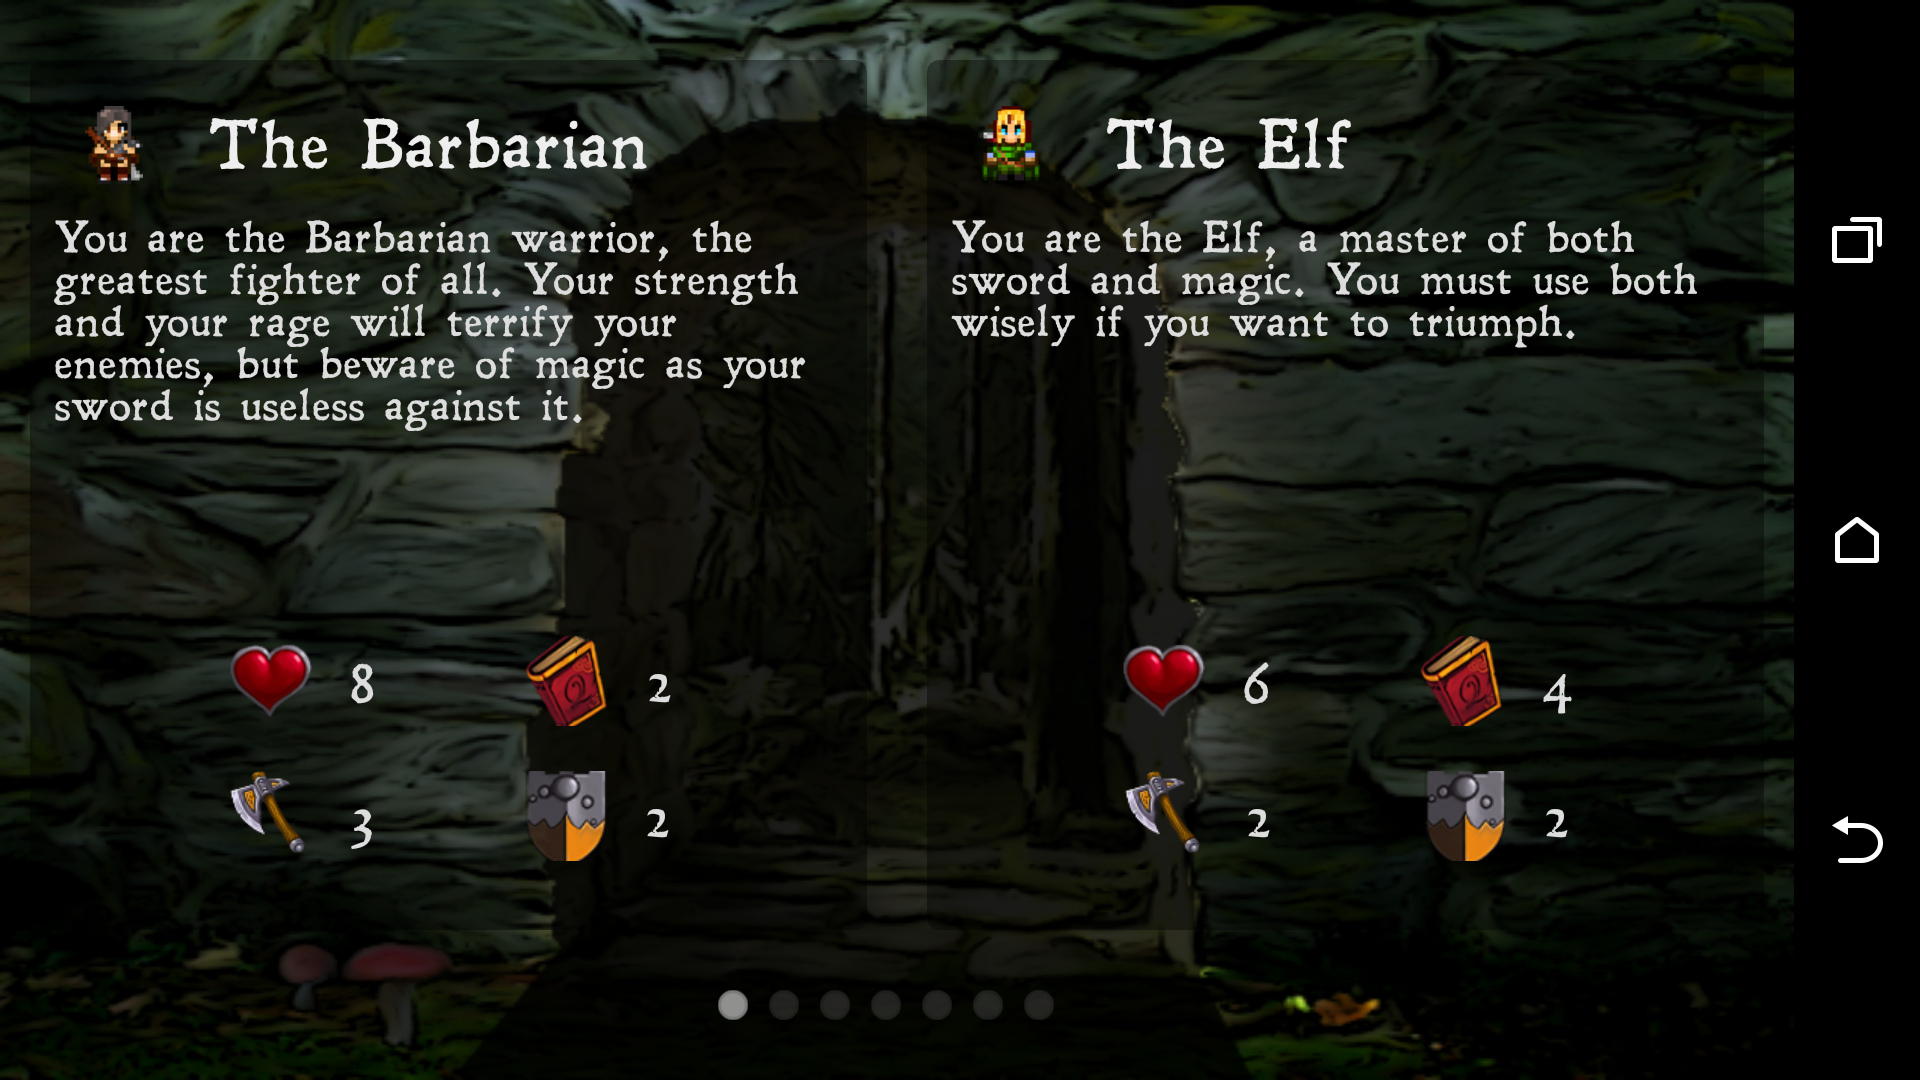 The Barbarian
You are the Barbarian warrior, the
greatest fighter of all. Your strength
and your rage will terrify your
enemies, but beware of magic as your
sword is useless against it.
8
2
3
2
The Elf
You are the Elf, a master of both
sword and magic. You must use both
wisely if you want to triumph.
6
4
2
2